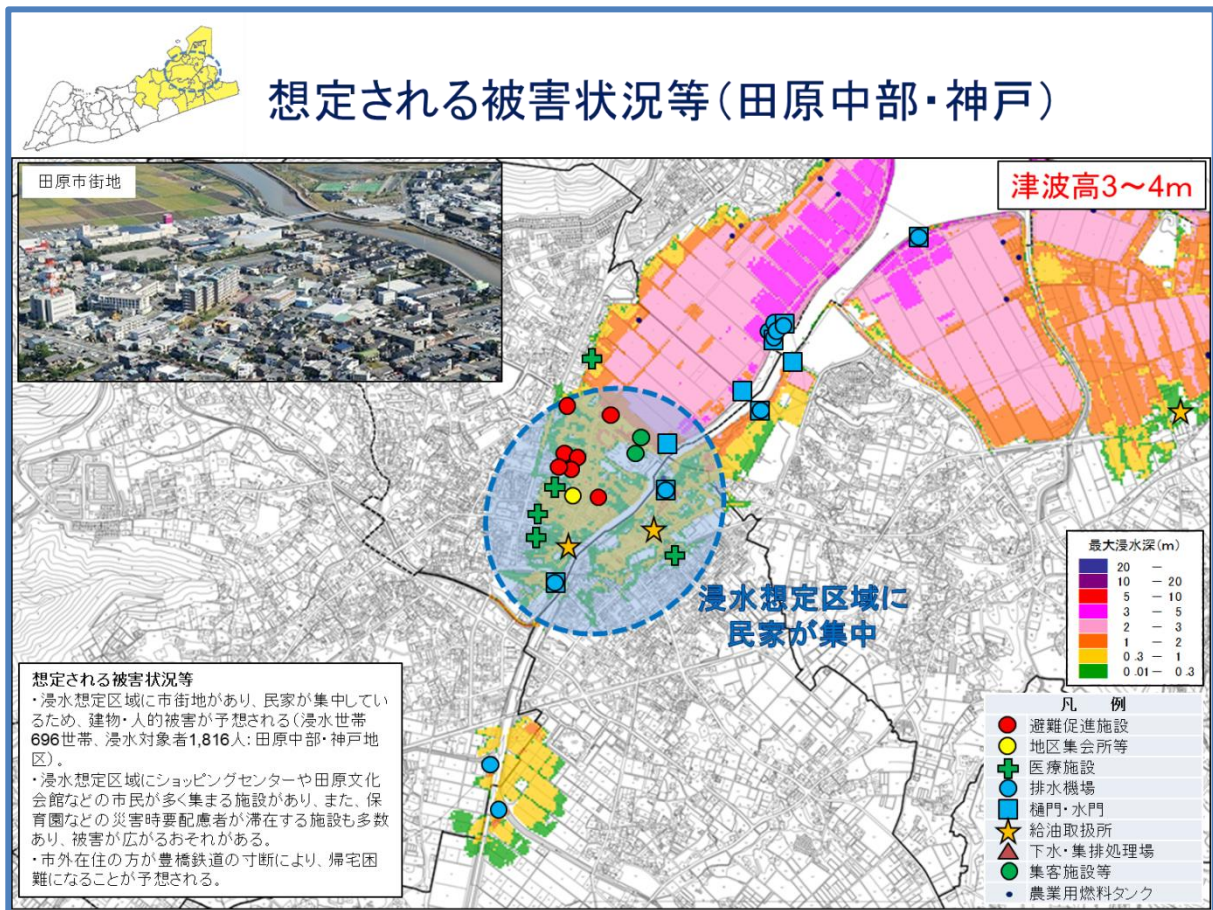 想定される被害状況等（田原中部・神戸）
田原市街地
津波高3～4m
浸水想定区域に
民家が集中
最大浸水深(m)
20 －
10 －20
5 －10
3 －5
2 －3
1 －2
0.3 －1
0.01 －0.3
想定される被害状況等
・浸水想定区域に市街地があり、民家が集中してい
るため、建物・人的被害が予想される（浸水世帯
696世帯、浸水対象者1,816人：田原中部・神戸地
区）。
・浸水想定区域にショッピングセンターや田原文化
会館などの市民が多く集まる施設があり、また、保
育園などの災害時要配慮者が滞在する施設も多数
あり、被害が広がるおそれがある。
・市外在住の方が豊橋鉄道の寸断により、帰宅困
難になることが予想される。
凡 例
避難促進施設
地区集会所等
医療施設
排水機場
樋門・水門
給油取扱所
下水・集排処理場
集客施設等
農業用燃料タンク